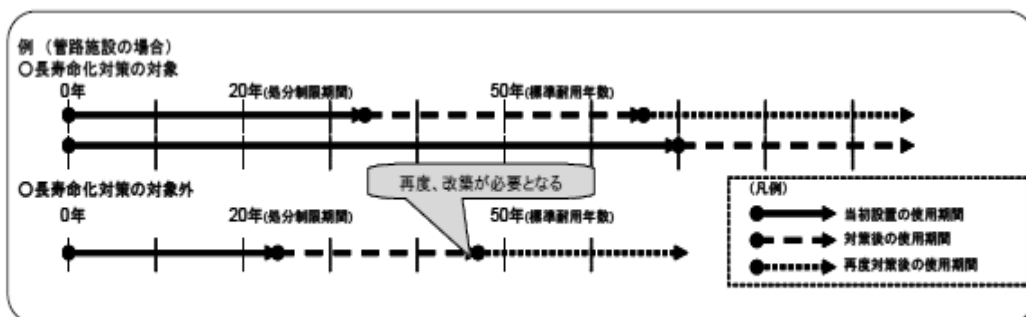 例 （管路施設の場合）
○長寿命化対策の対象
0年 20年(処分制限期間) 50年(標準耐用年数)
再度、改築が必要となる
○長寿命化対策の対象外
0年 20年(処分制限期間) 50年(標準耐用年数)
(凡例)
当初設置の使用期間
対策後の使用期間
再度対策後の使用期間